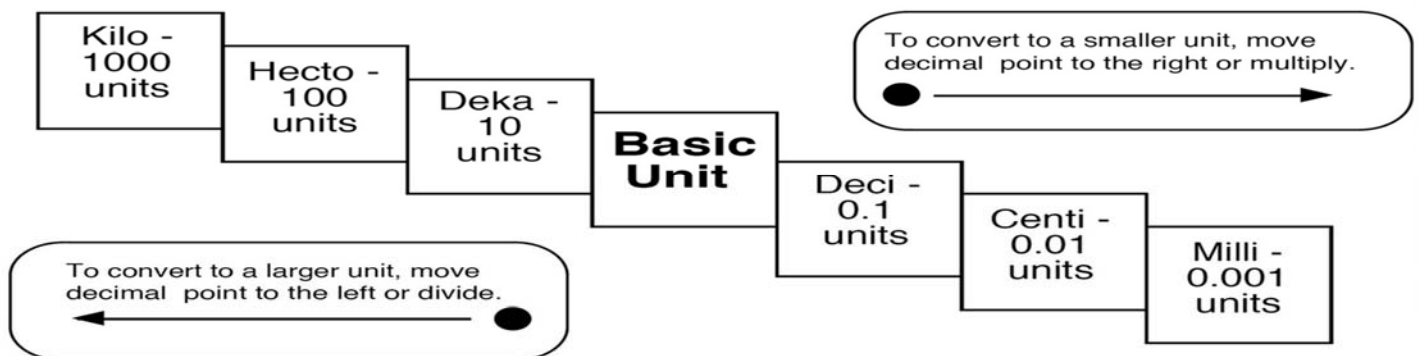 Kilo -
1000
units
Hecto -
100
units
Deka -
10
units
Basic
Unit
Deci -
0.1
units
Centi -
0.01
units
Milli -
0.001
units
To convert to a smaller unit, move
decimal point to the right or multiply.
To convert to a larger unit, move
decimal point to the left or divide.